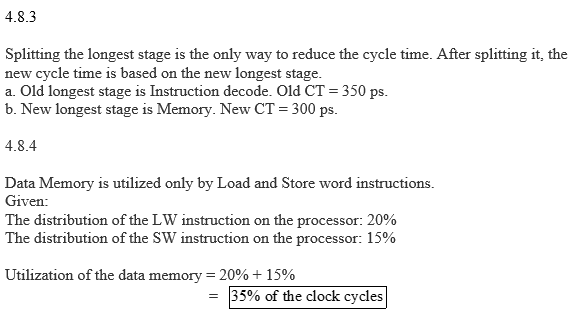 4.8.3
Splitting the longest stage is the only way to reduce the cycle time. After splitting it, the
new cycle time is based on the new longest stage.
a. Old longest stage is Instruction decode. Old CT = 350 ps.
b. New longest stage is Memory. New CT = 300 ps.
4.8.4
Data Memory is utilized only by Load and Store word instructions.
Given:
The distribution of the LW instruction on the processor: 20%
The distribution of the SW instruction on the processor: 15%
Utilization of the data memory = 20% + 15%
= 35% of the clock cycles